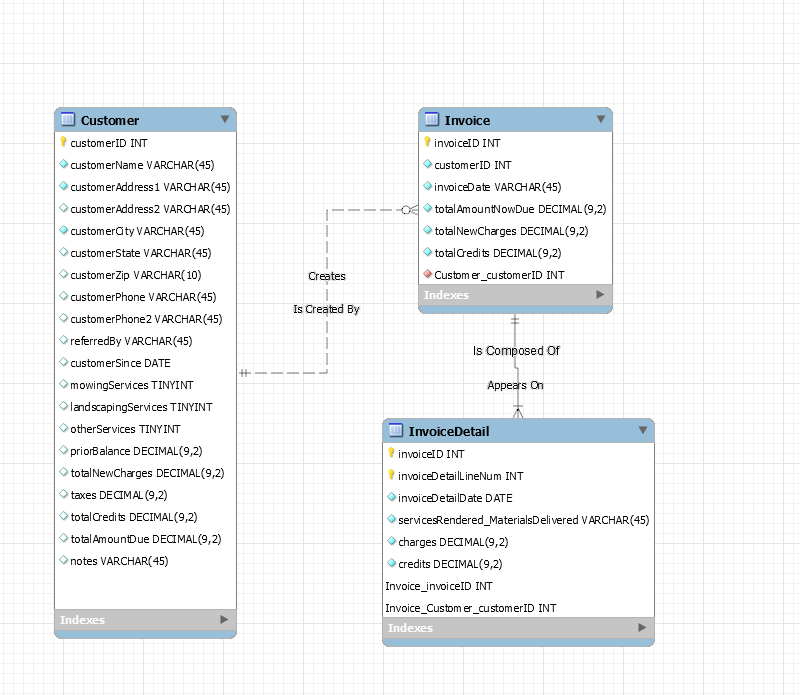 Customer
customerID INT
customerName VARCHAR(45)
customerAddress1 VARCHAR(45)
customerAddress2 VARCHAR(45)
customerCity VARCHAR(45)
customerState VARCHAR(45)
customerZip VARCHAR(10)
customerPhone VARCHAR(45)
customerPhone2 VARCHAR(45)
referredBy VARCHAR(45)
customerSince DATE
mowingServices TINYINT
landscapingServices TINYINT
otherServices TINYINT
priorBalance DECIMAL(9,2)
totalNewCharges DECIMAL(9,2)
taxes DECIMAL(9,2)
totalCredits DECIMAL(9,2)
totalAmountDue DECIMAL(9,2)
notes VARCHAR(45)
Indexes
Creates
Is Created By
Invoice
invoiceID INT
customerID INT
invoiceDate VARCHAR(45)
totalAmountNowDue DECIMAL(9,2)
totalNewCharges DECIMAL(9,2)
totalCredits DECIMAL(9,2)
Customer_customerID INT
Indexes
Is Composed Of
Appears On
InvoiceDetail
invoiceID INT
invoiceDetailLineNum INT
invoiceDetailDate DATE
servicesRendered_MaterialsDelivered VARCHAR(45)
charges DECIMAL(9,2)
credits DECIMAL(9,2)
Invoice_invoiceID INT
Invoice_Customer_customerID INT
Indexes